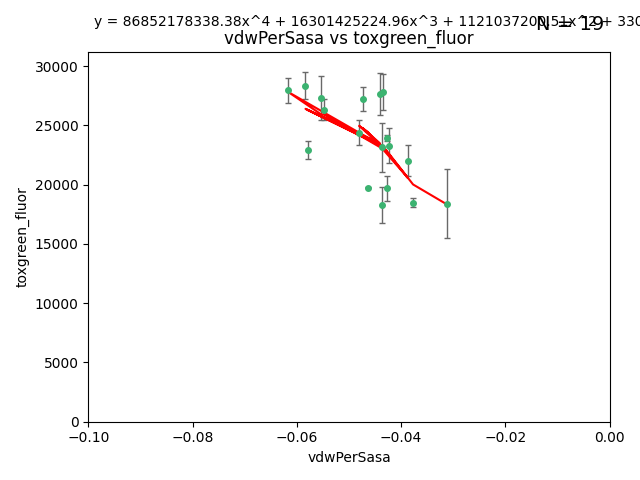 y = 86852178338.38x^4 + 16301425224.96x^3 + 1121037200.51x^2 + 330
N = 19
vdwPerSasa vs toxgreen_fluor
30000
25000
20000
15000
10000
5000
0
toxgreen_fluor
−0.10
−0.08
−0.06
−0.04
−0.02
0.00
vdwPerSasa